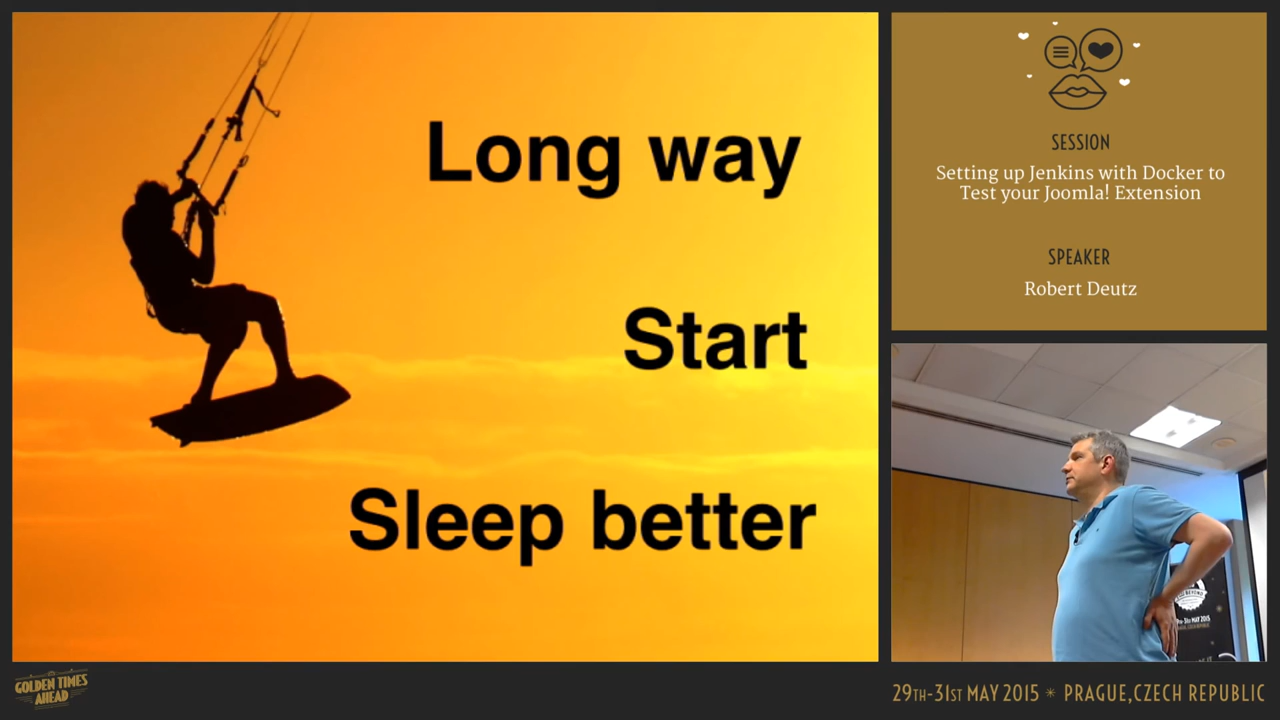 Long way
Start
Sleep better
SESSION
Setting up Jenkins with Docker to
Test your Joomla! Extension
SPEAKER
Robert Deutz
GOLDEN TIMES
AHEAD
29TH-31ST MAY 2015 * PRAGUE,CZECH REPUBLIC